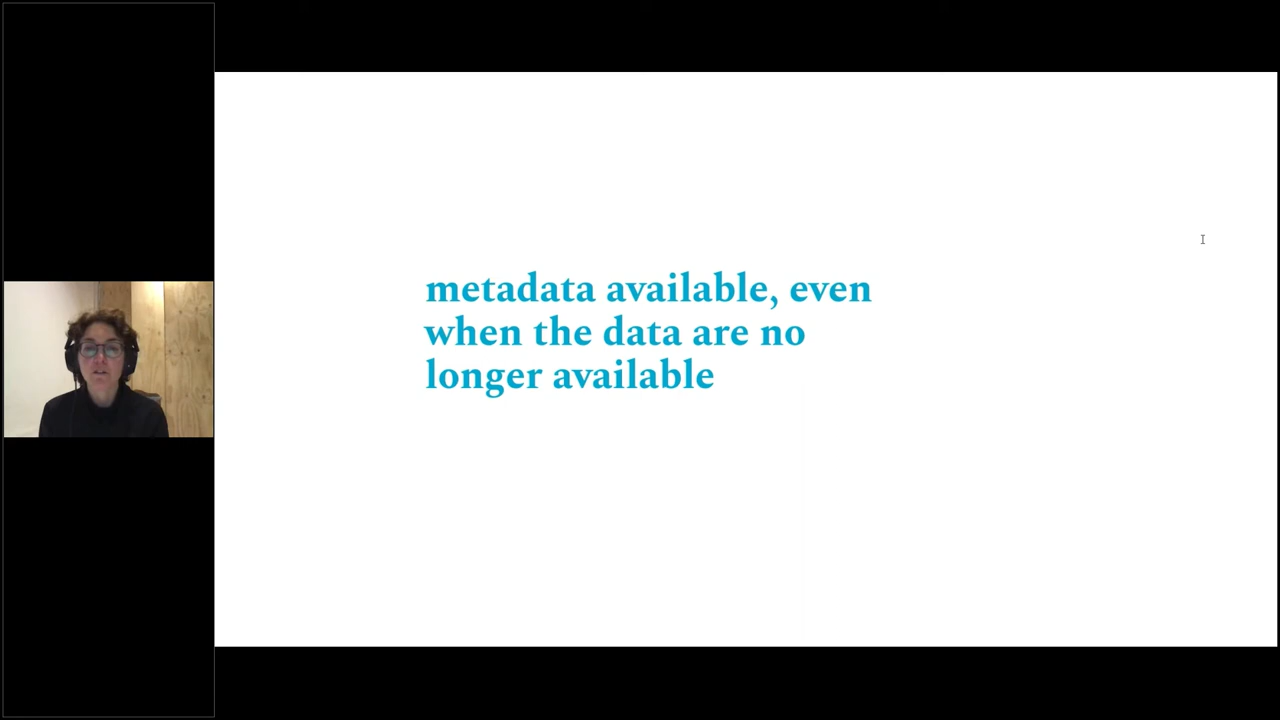 metadata available, even
when the data are no
longer available